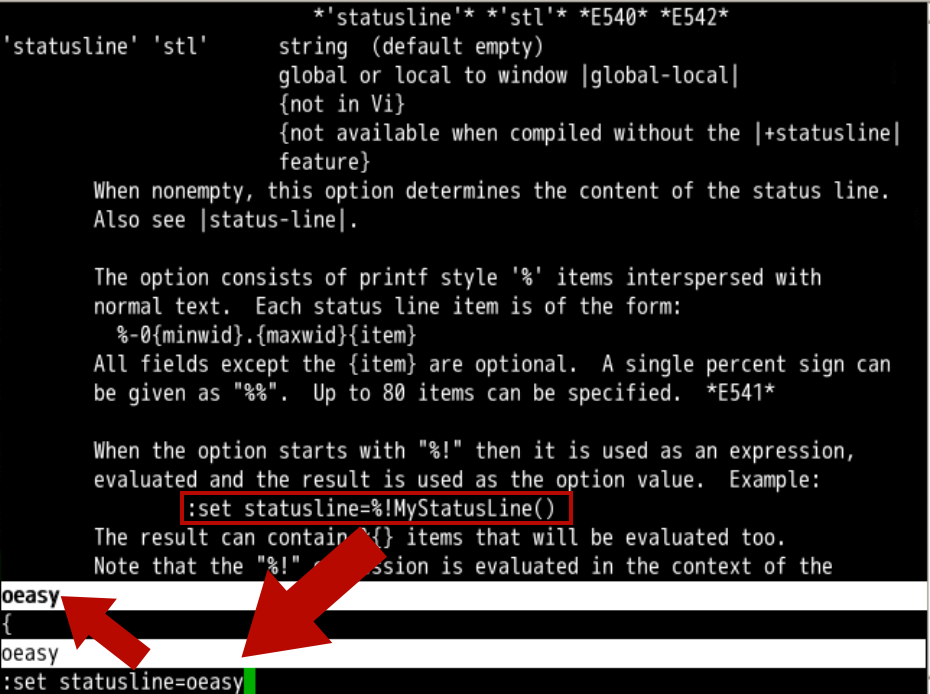 *'statusline'* *'stl'* *E540* *E542*
'statusline' 'stl'	string	(default empty)
global or local to window |global-local|
{not in Vi}
{not available when compiled without the |+statusline|
feature}
When nonempty, this option determines the content of the status line.
Also see |status-line|.
The option consists of printf style '%' items interspersed with
normal text.  Each status line item is of the form:
%-0{minwid}.{maxwid}{item}
All fields except the {item} are optional.  A single percent sign can
be given as "%%".  Up to 80 items can be specified.  *E541*
When the option starts with "%!" then it is used as an expression,
evaluated and the result is used as the option value.  Example:
:set statusline=%!MyStatusLine()
The result can contain {} items that will be evaluated too.
Note that the "%!" is evaluated in the context of the
oeasy
{
oeasy
:set statusline=oeasy